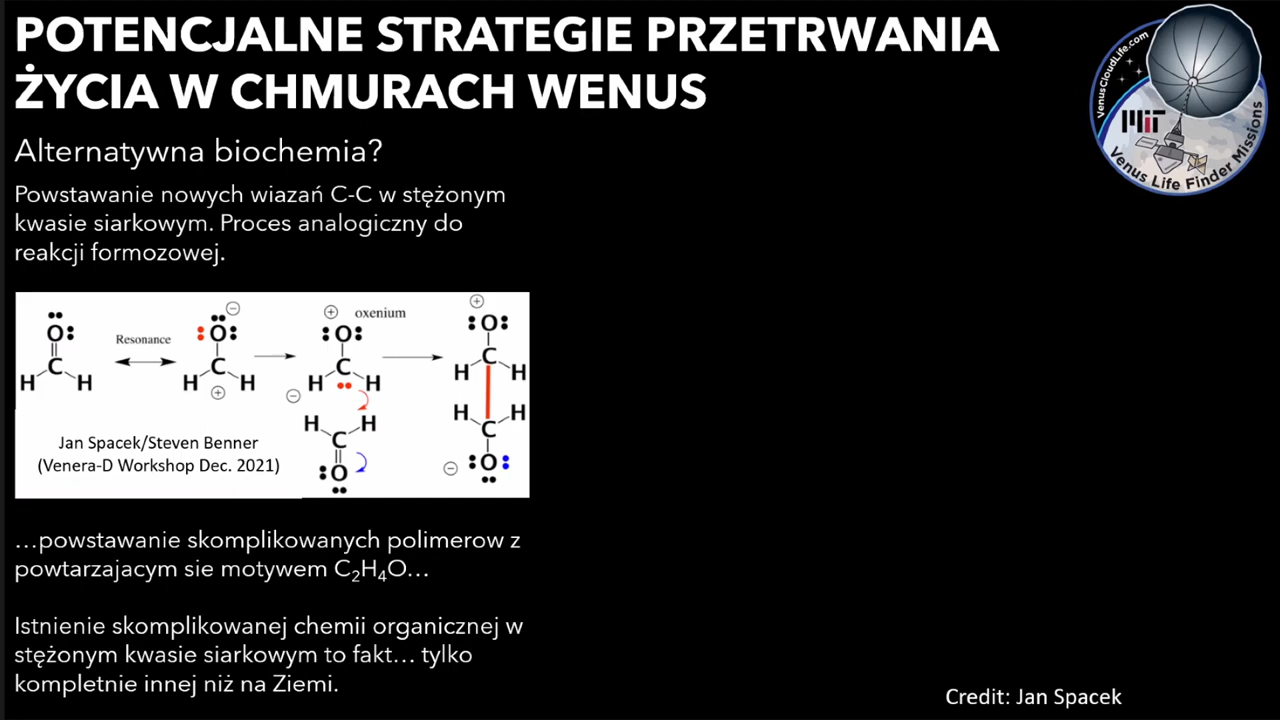 POTENCJALNE STRATEGIE PRZETRWANIA
ŻYCIA W CHMURACH WENUS
VenusCloudLife.com
MIT
Venus Life Finder Missions
Alternatywna biochemia?
Powstawanie nowych wiazań C-C w stężonym
kwasie siarkowym. Proces analogiczny do
reakcji formozowej.
Resonance
oxenium
O
C
H H
O
C
H H
O
C
H H
H H
C
O
O
C
H H
H H
C
O
Jan Spacek/Steven Benner
(Venera-D Workshop Dec. 2021)
…powstawanie skomplikowanych polimerow z
powtarzajacym sie motywem C₂H₄O…
Istnienie skomplikowanej chemii organicznej w
stężonym kwasie siarkowym to fakt… tylko
kompletnie innej niż na Ziemi.
Credit: Jan Spacek